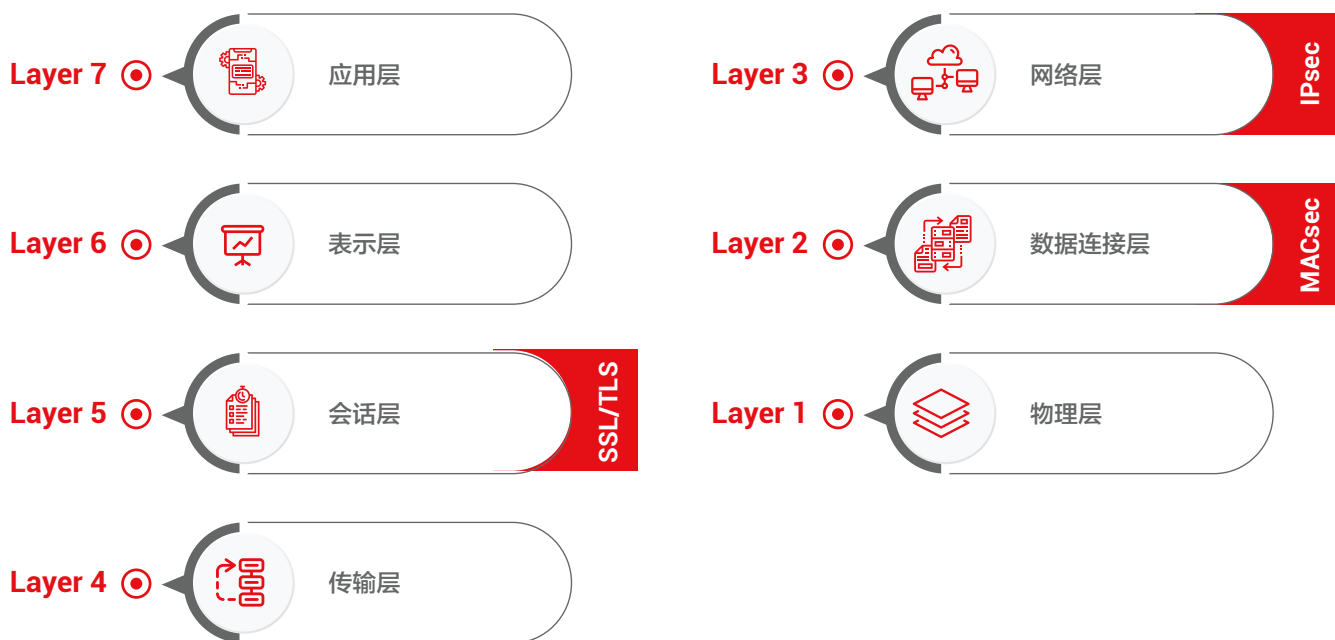 Layer 7
应用层
Layer 6
表示层
Layer 5
会话层
SSL/TLS
Layer 4
传输层
Layer 3
网络层
IPsec
Layer 2
数据连接层
MACsec
Layer 1
物理层